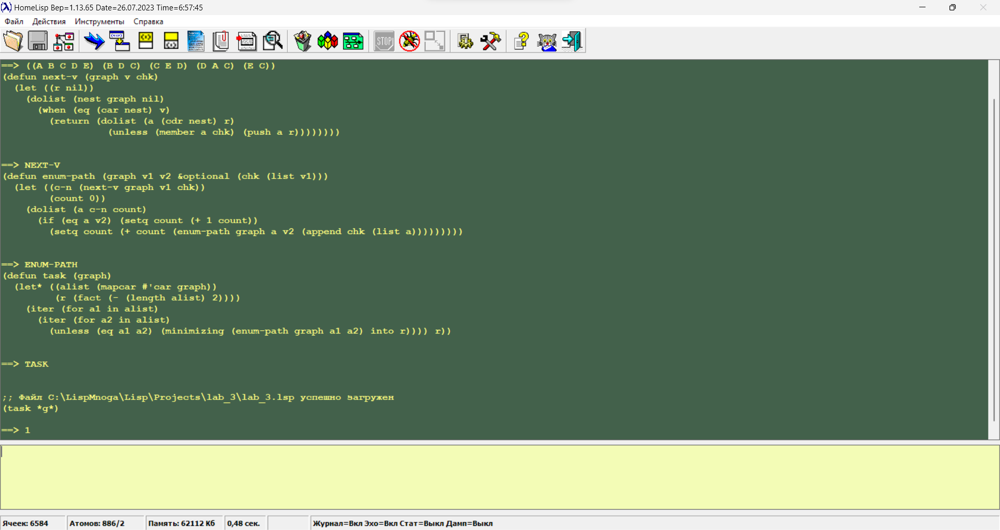 HomeLisp Вер=1.13.65 Date=26.07.2023 Time=6:57:45
Файл Действия Инструменты Справка
STOP
==> ((A B C D E) (B D C) (C E D) (D A C) (E C))
(defun next-v (graph v chk)
  (let ((r nil))
    (dolist (nest graph nil)
      (when (eq (car nest) v)
        (return (dolist (a (cdr nest) r)
                  (unless (member a chk) (push a r))))))))
==> NEXT-V
(defun enum-path (graph v1 v2 &optional (chk (list v1)))
  (let ((c-n (next-v graph v1 chk))
        (count 0))
    (dolist (a c-n count)
      (if (eq a v2) (setq count (+ 1 count))
        (setq count (+ count (enum-path graph a v2 (append chk (list a)))))))))
==> ENUM-PATH
(defun task (graph)
  (let* ((alist (mapcar #'car graph))
         (r (fact (- (length alist) 2))))
    (iter (for a1 in alist)
      (iter (for a2 in alist)
        (unless (eq a1 a2) (minimizing (enum-path graph a1 a2) into r)))) r))
==> TASK
;; Файл C:\LispMnoga\Lisp\Projects\lab_3\lab_3.lsp успешно загружен
(task *g*)
==> 1
Ячеек: 6584 Атомов: 886/2 Память: 62112 Кб 0,48 сек. Журнал=Вкл Эхо=Вкл Стат=Выкл Дамп=Выкл